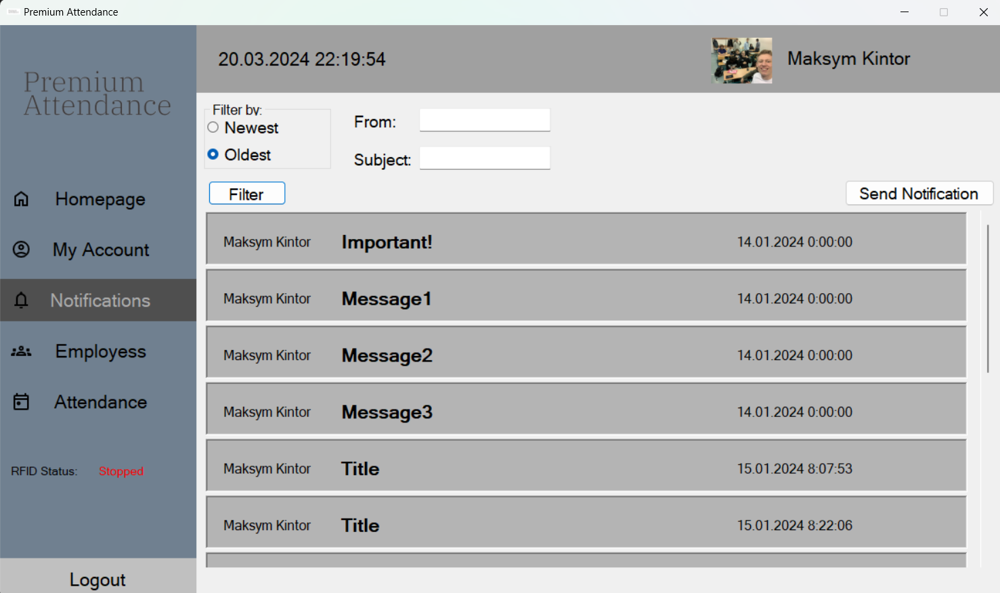 Premium Attendance
Premium
Attendance
20.03.2024 22:19:54
Maksym Kintor
Homepage
My Account
Notifications
Employess
Attendance
RFID Status: Stopped
Logout
Filter by:
Newest
Oldest
From:
Subject:
Filter
Send Notification
Maksym Kintor Important! 14.01.2024 0:00:00
Maksym Kintor Message1 14.01.2024 0:00:00
Maksym Kintor Message2 14.01.2024 0:00:00
Maksym Kintor Message3 14.01.2024 0:00:00
Maksym Kintor Title 15.01.2024 8:07:53
Maksym Kintor Title 15.01.2024 8:22:06